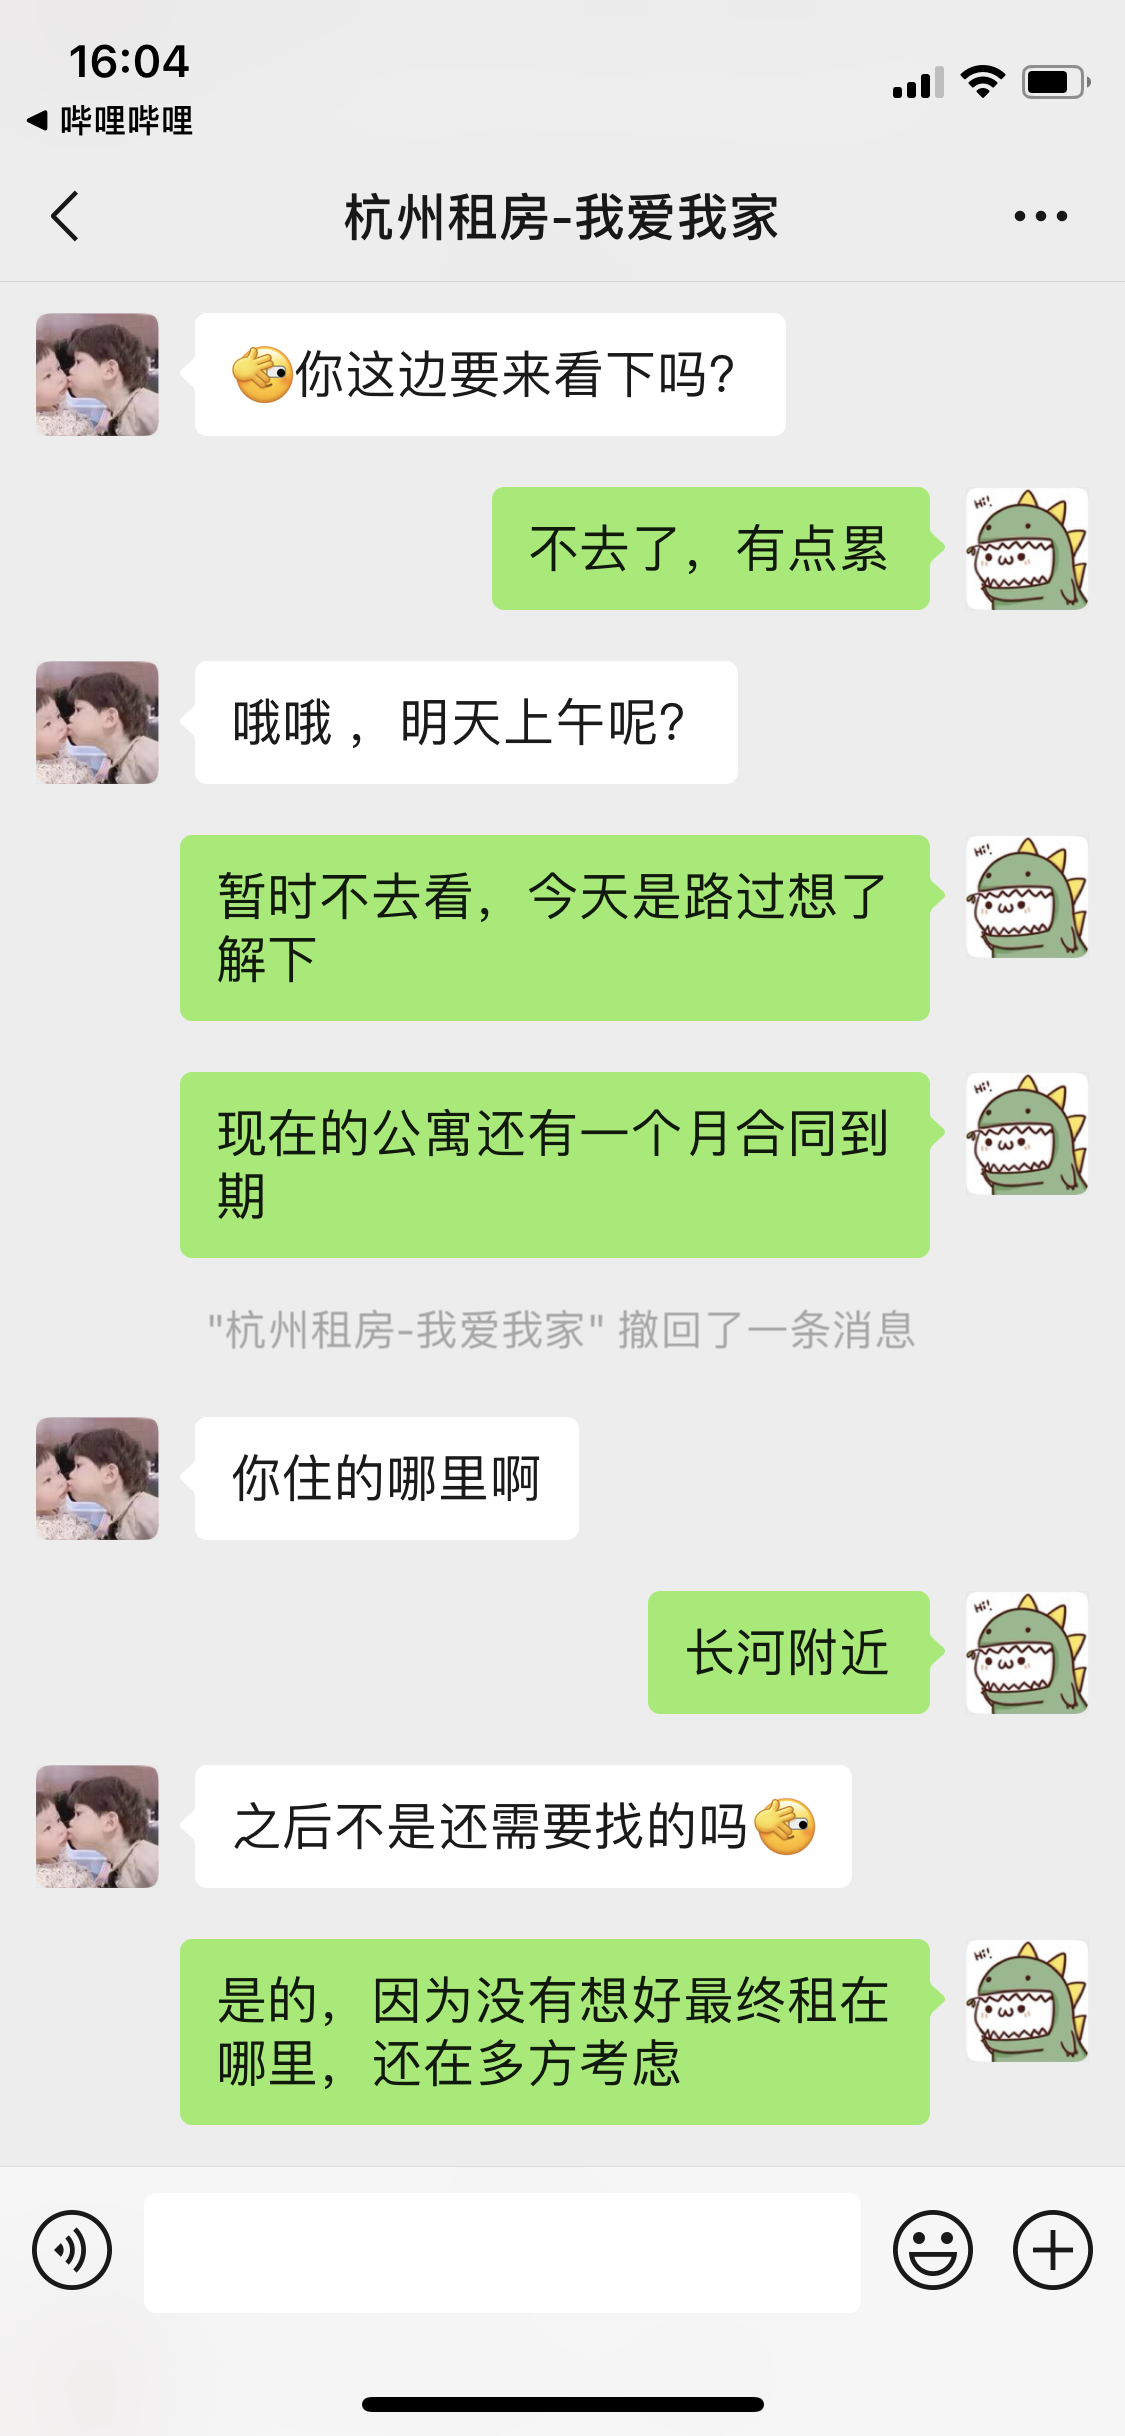 16:04
哔哩哔哩
杭州租房-我爱我家
你这边要来看下吗?
不去了，有点累
哦哦 ，明天上午呢?
暂时不去看，今天是路过想了
解下
现在的公寓还有一个月合同到
期
"杭州租房-我爱我家" 撤回了一条消息
你住的哪里啊
长河附近
之后不是还需要找的吗
是的，因为没有想好最终租在
哪里，还在多方考虑
Hi!
Hi!
Hi!
Hi!
Hi!